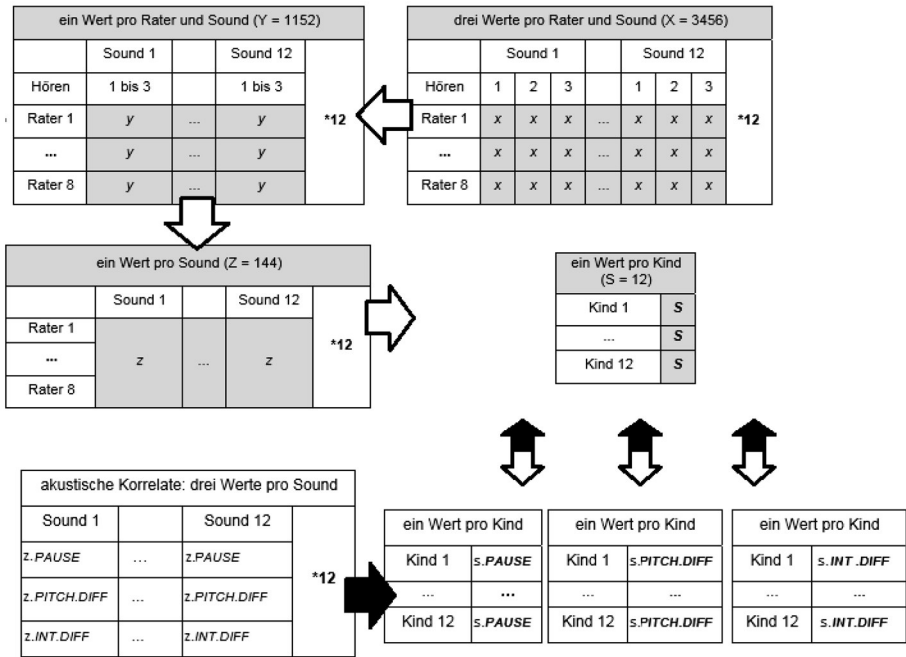 ein Wert pro Rater und Sound (Y = 1152)
Sound 1 Sound 12
Hören 1 bis 3 1 bis 3
Rater 1 y ... y
... y y
Rater 8 y ... y
*12
drei Werte pro Rater und Sound (X = 3456)
Sound 1 Sound 12
Hören 1 2 3 1 2 3
Rater 1 x x x ... x x x
... x x x ... x x x
Rater 8 x x x ... x x x
*12
ein Wert pro Sound (Z = 144)
Sound 1 Sound 12
Rater 1
... z ... z
Rater 8
*12
ein Wert pro Kind
(S = 12)
Kind 1 S
... S
Kind 12 S
akustische Korrelate: drei Werte pro Sound
Sound 1 Sound 12
z.PAUSE ... z.PAUSE
z.PITCH.DIFF ... z.PITCH.DIFF
z.INT.DIFF ... z.INT.DIFF
*12
ein Wert pro Kind
Kind 1 s.PAUSE
... ...
Kind 12 s.PAUSE
ein Wert pro Kind
Kind 1 s.PITCH.DIFF
... ...
Kind 12 s.PITCH.DIFF
ein Wert pro Kind
Kind 1 s.INT.DIFF
... ...
Kind 12 s.INT.DIFF